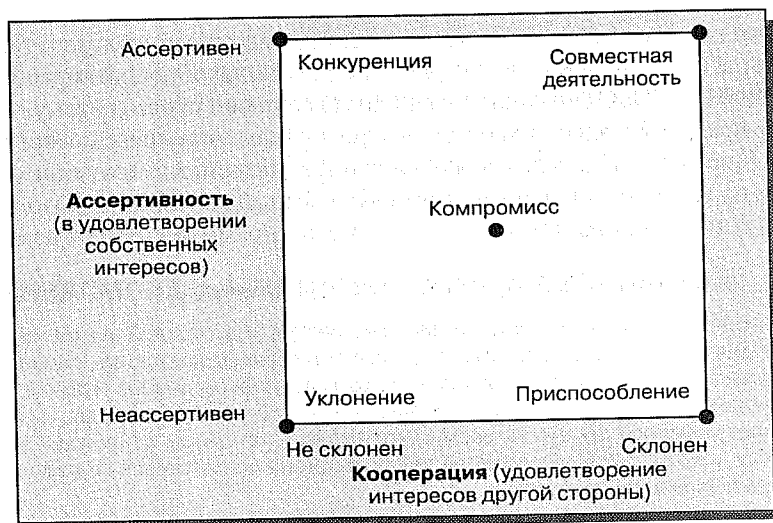 Ассертивен
Конкуренция
Совместная
деятельность
Ассертивность
(в удовлетворении
собственных
интересов)
Компромисс
Уклонение
Приспособление
Неассертивен
Не склонен
Склонен
Кооперация (удовлетворение
интересов другой стороны)